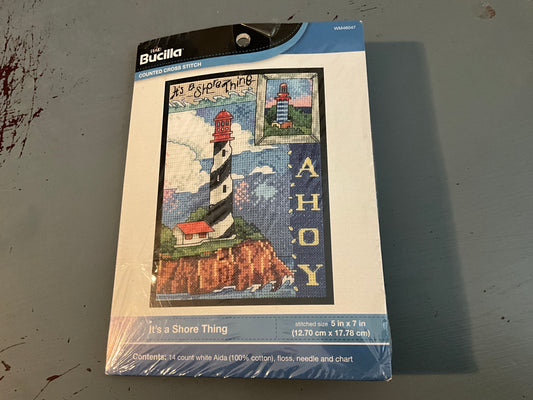 WM46047
Bucilla
COUNTED CROSS STITCH
It's a Shore Thing
AHOY
It's a Shore Thing
stitched size 5 in x 7 in
(12.70 cm x 17.78 cm)
Contents: 14 count white Aida (100% cotton), floss, needle and chart